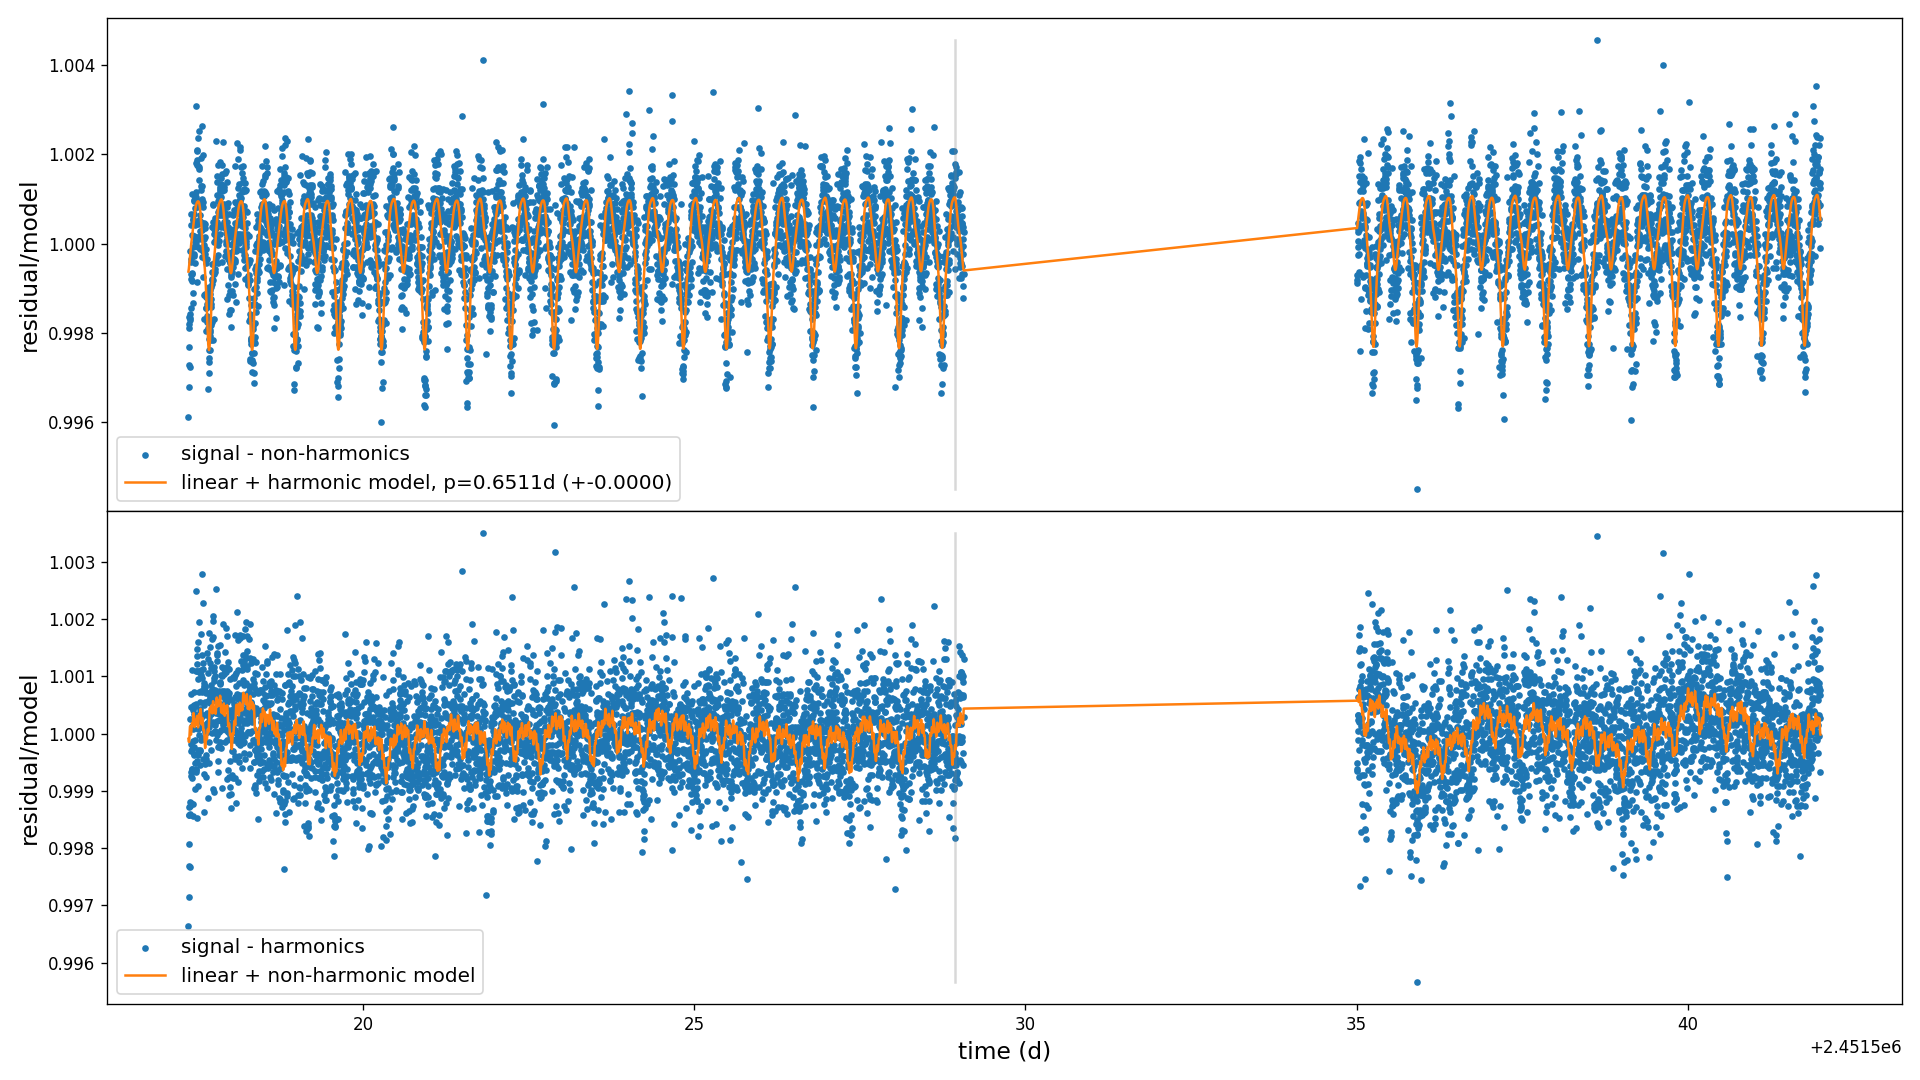 1.004
1.002
1.000
0.998
0.996
residual/model
signal - non-harmonics
linear + harmonic model, p=0.6511d (+-0.0000)
1.003
1.002
1.001
1.000
0.999
0.998
0.997
0.996
residual/model
signal - harmonics
linear + non-harmonic model
20
25
30
35
40
time (d)
+2.4515e6